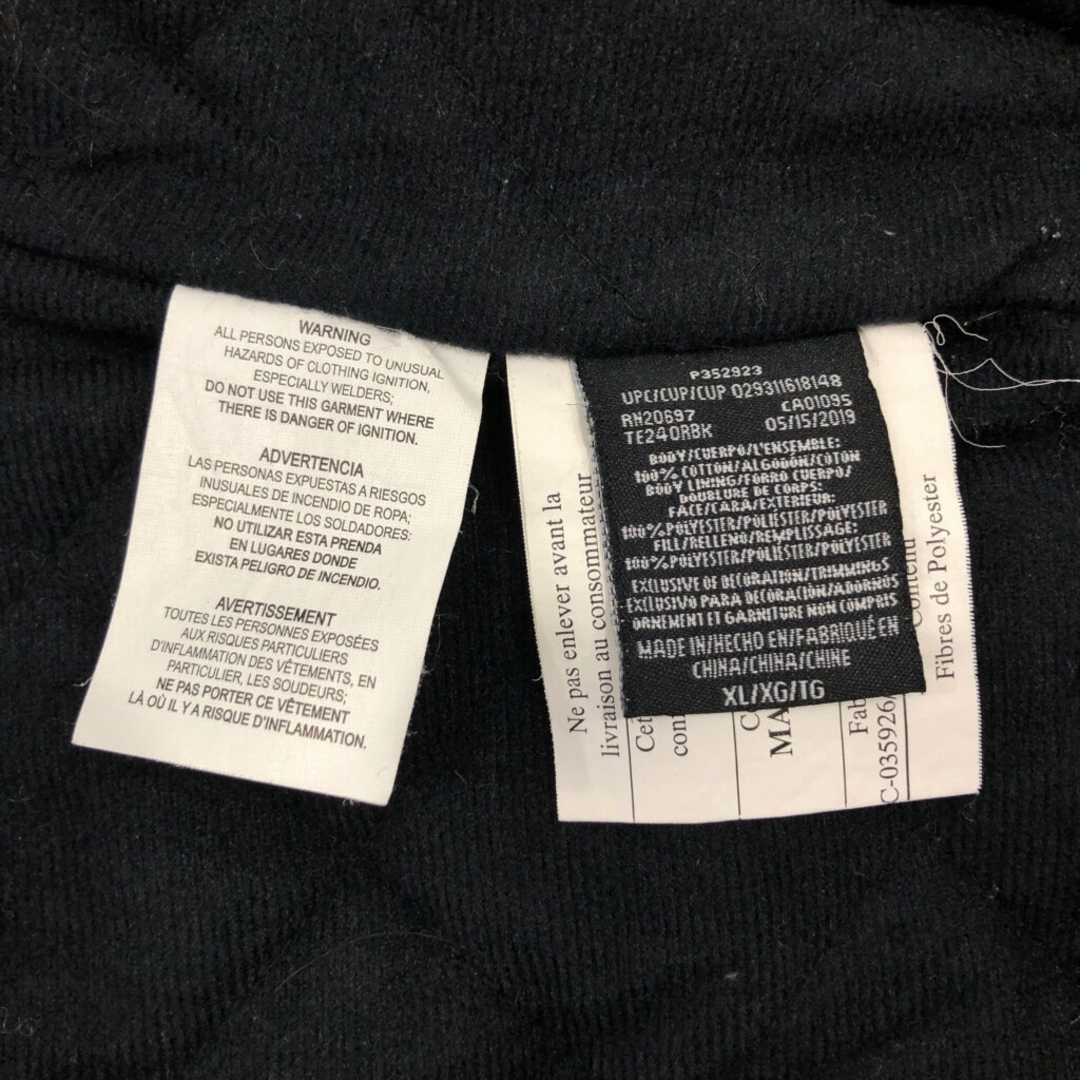 WARNING
ALL PERSONS EXPOSED TO UNUSUAL
HAZARDS OF CLOTHING IGNITION,
ESPECIALLY WELDERS;
DO NOT USE THIS GARMENT WHERE
THERE IS DANGER OF IGNITION.
ADVERTENCIA
LAS PERSONAS EXPUESTAS A RIESGOS
INUSUALES DE INCENDIO DE ROPA;
ESPECIALMENTE LOS SOLDADORES;
NO UTILIZAR ESTA PRENDA
EN LUGARES DONDE
EXISTA PELIGRO DE INCENDIO.
AVERTISSEMENT
TOUTES LES PERSONNES EXPOSÉES
AUX RISQUES PARTICULIERS
D'INFLAMMATION DES VÊTEMENTS, EN
PARTICULIER, LES SOUDEURS;
NE PAS PORTER CE VÊTEMENT
LÀ OÙ IL Y A RISQUE D'INFLAMMATION.
P352923
UPC/CUP/CUP 029311618148
RN20697 CA01095
TE240RBK 05/15/2019
BODY/CUERPO/L'ENSEMBLE:
100% COTTON/ALGODÓN/COTON
BODY LINING/FORRO CUERPO/
DOUBLURE DE CORPS:
FACE/CARA/EXTÉRIEUR:
100%POLYESTER/POLIÉSTER/POLYESTER
FILL/RELLENO/REMPLISSAGE:
100%POLYESTER/POLIÉSTER/POLYESTER
EXCLUSIVE OF DECORATION/TRIMMINGS
EXCLUSIVO PARA DECORACIÓN/ADORNOS
ORNEMENT ET GARNITURE NON COMPRIS
MADE IN/HECHO EN/FABRIQUÉ EN
CHINA/CHINA/CHINE
XL/XG/TG
Ne pas enlever avant la
livraison au consommateur
Cet
con
C
MA
Fab
C-035926
Contenu
Fibres de Polyester